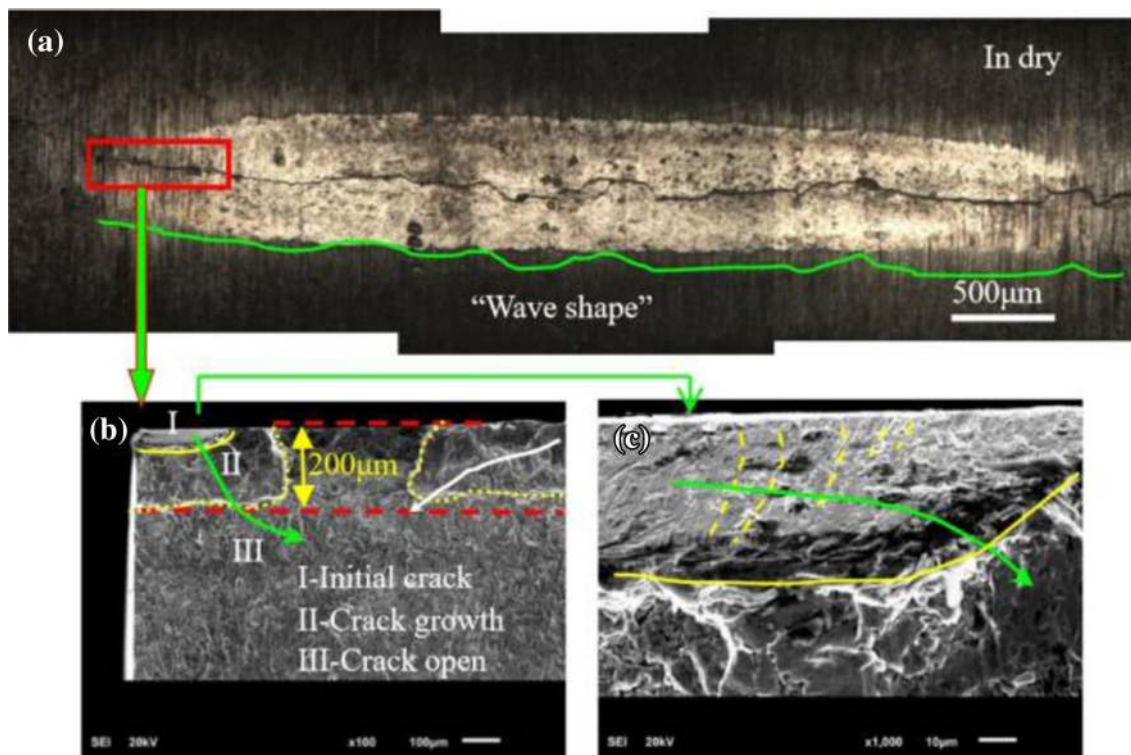 (a)
In dry
“Wave shape”
500μm
(b)
I
II
200μm
III
I-Initial crack
II-Crack growth
III-Crack open
SEI 20kV x100 100μm
(c)
SEI 20kV x1,000 10μm